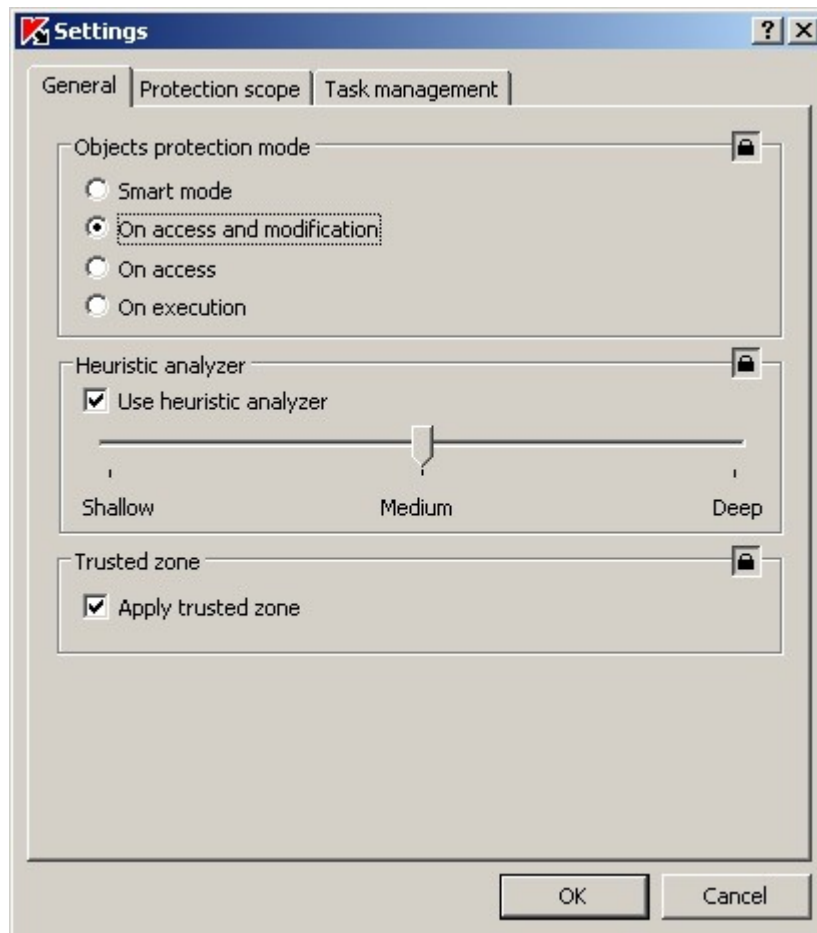 Settings
General Protection scope Task management
Objects protection mode
Smart mode
On access and modification
On access
On execution
Heuristic analyzer
Use heuristic analyzer
Shallow Medium Deep
Trusted zone
Apply trusted zone
OK Cancel